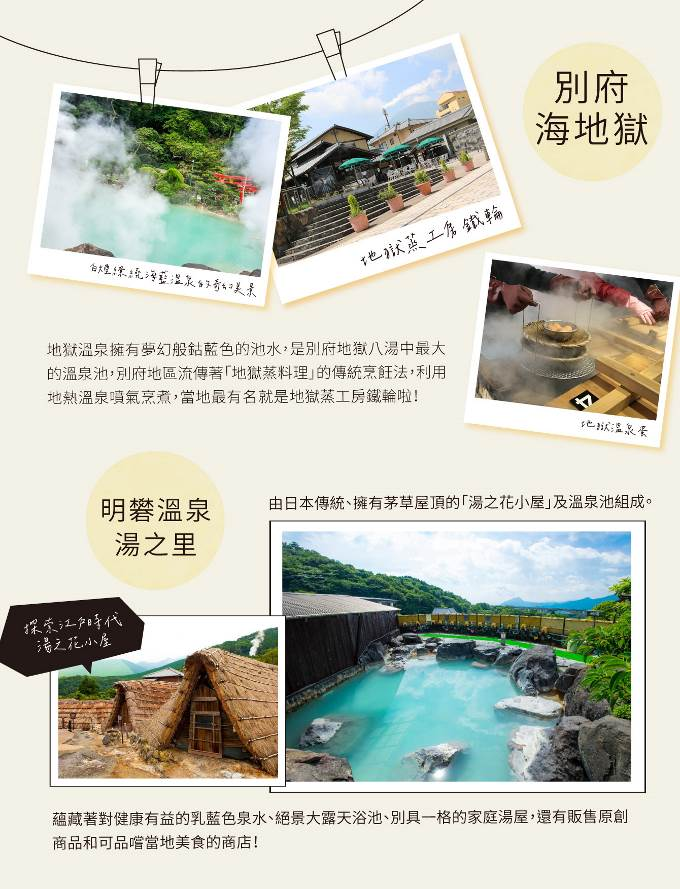 別府
海地獄
白煙繚繞海藍溫泉的奇幻美景
地獄蒸工房 鐵輪
地獄溫泉擁有夢幻般鈷藍色的池水，是別府地獄八湯中最大
的溫泉池，別府地區流傳著「地獄蒸料理」的傳統烹飪法，利用
地熱溫泉噴氣烹煮，當地最有名就是地獄蒸工房鐵輪啦！
地獄溫泉蛋
明礬溫泉
湯之里
由日本傳統、擁有茅草屋頂的「湯之花小屋」及溫泉池組成。
探索江戶時代
湯之花小屋
蘊藏著對健康有益的乳藍色泉水、絕景大露天浴池、別具一格的家庭湯屋，還有販售原創
商品和可品嚐當地美食的商店！